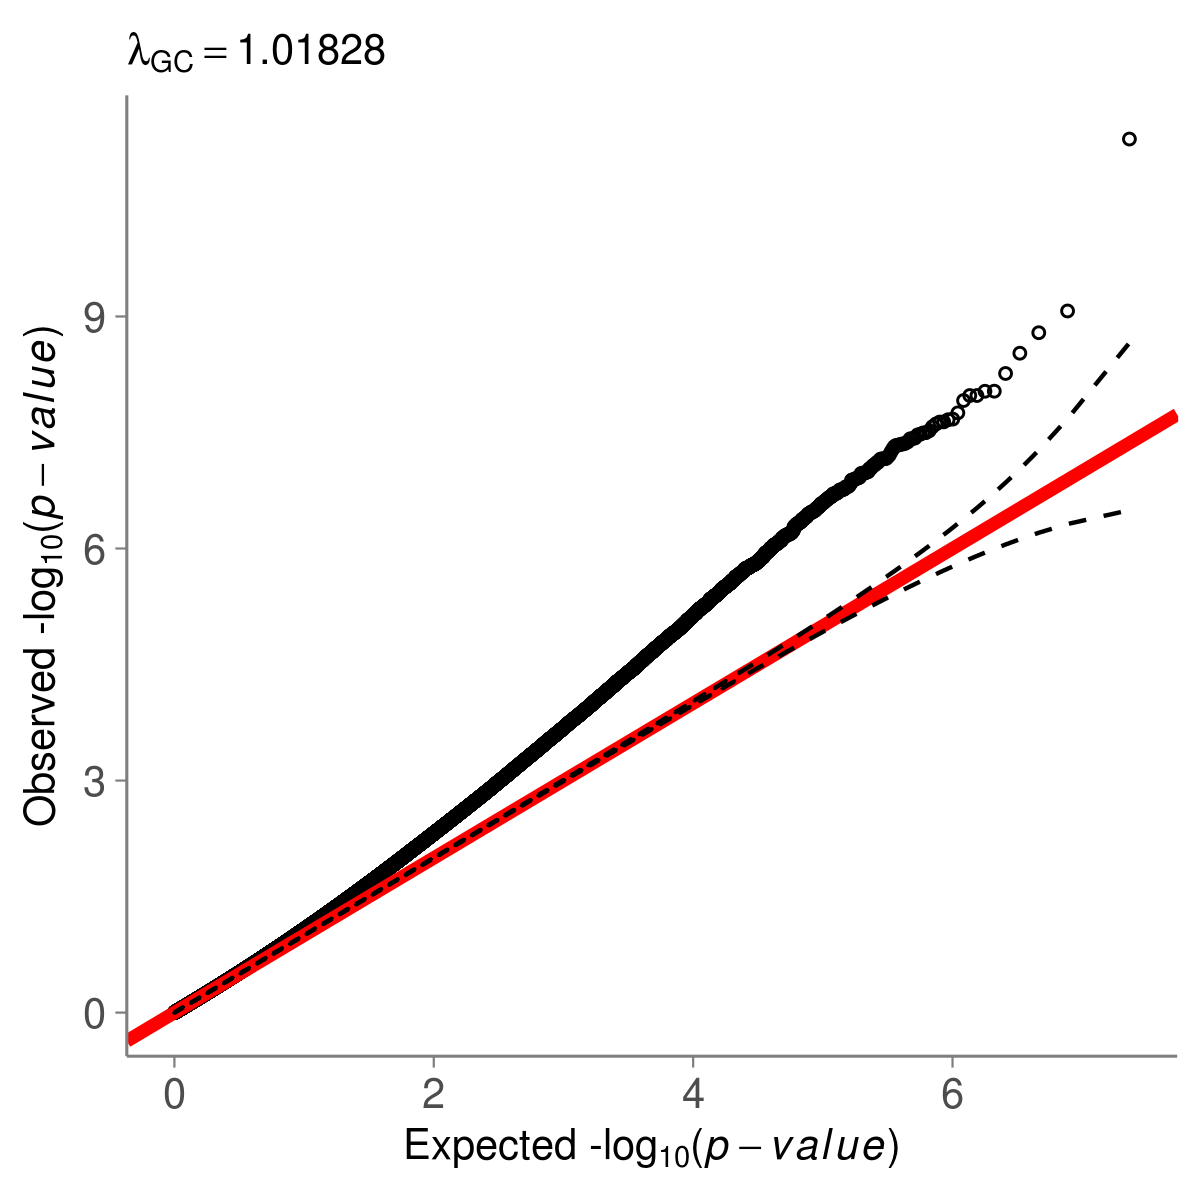 λGC = 1.01828
Observed -log10(p − value)
9
6
3
0
0 2 4 6
Expected -log10(p − value)